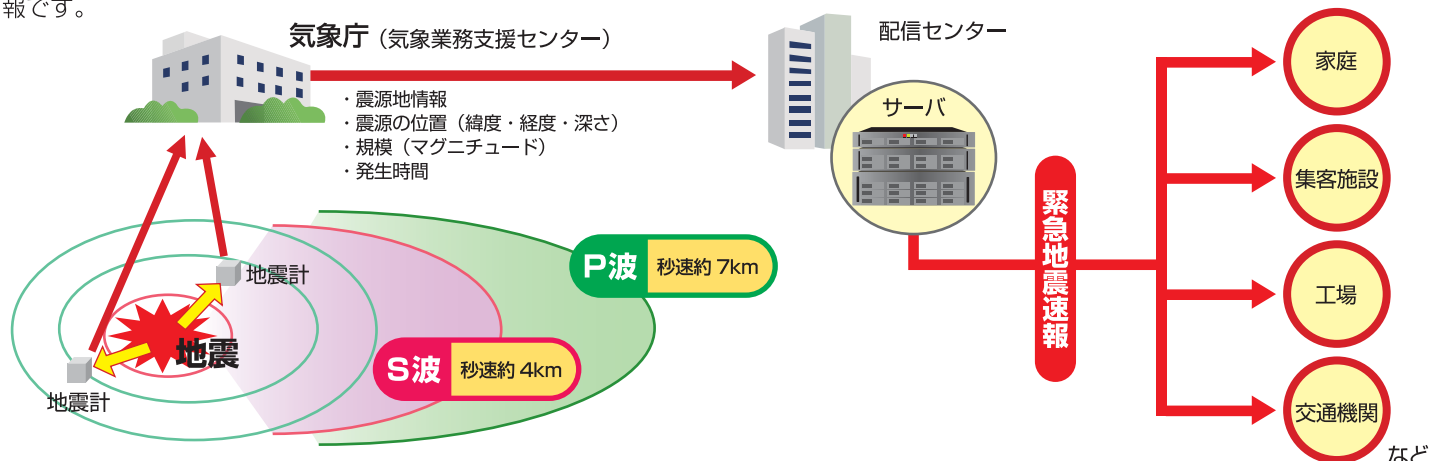 報です。
気象庁（気象業務支援センター）
・震源地情報
・震源の位置（緯度・経度・深さ）
・規模（マグニチュード）
・発生時間
配信センター
サーバ
緊急地震速報
家庭
集客施設
工場
交通機関
など
P波 秒速約 7km
S波 秒速約 4km
地震計
地震
地震計